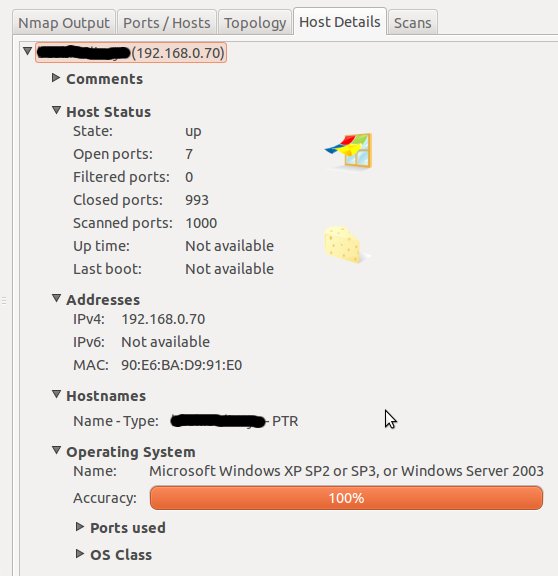 Nmap Output Ports / Hosts Topology Host Details Scans
(192.168.0.70)
Comments
Host Status
State: up
Open ports: 7
Filtered ports: 0
Closed ports: 993
Scanned ports: 1000
Up time: Not available
Last boot: Not available
Addresses
IPv4: 192.168.0.70
IPv6: Not available
MAC: 90:E6:BA:D9:91:E0
Hostnames
Name - Type: - PTR
Operating System
Name: Microsoft Windows XP SP2 or SP3, or Windows Server 2003
Accuracy: 100%
Ports used
OS Class